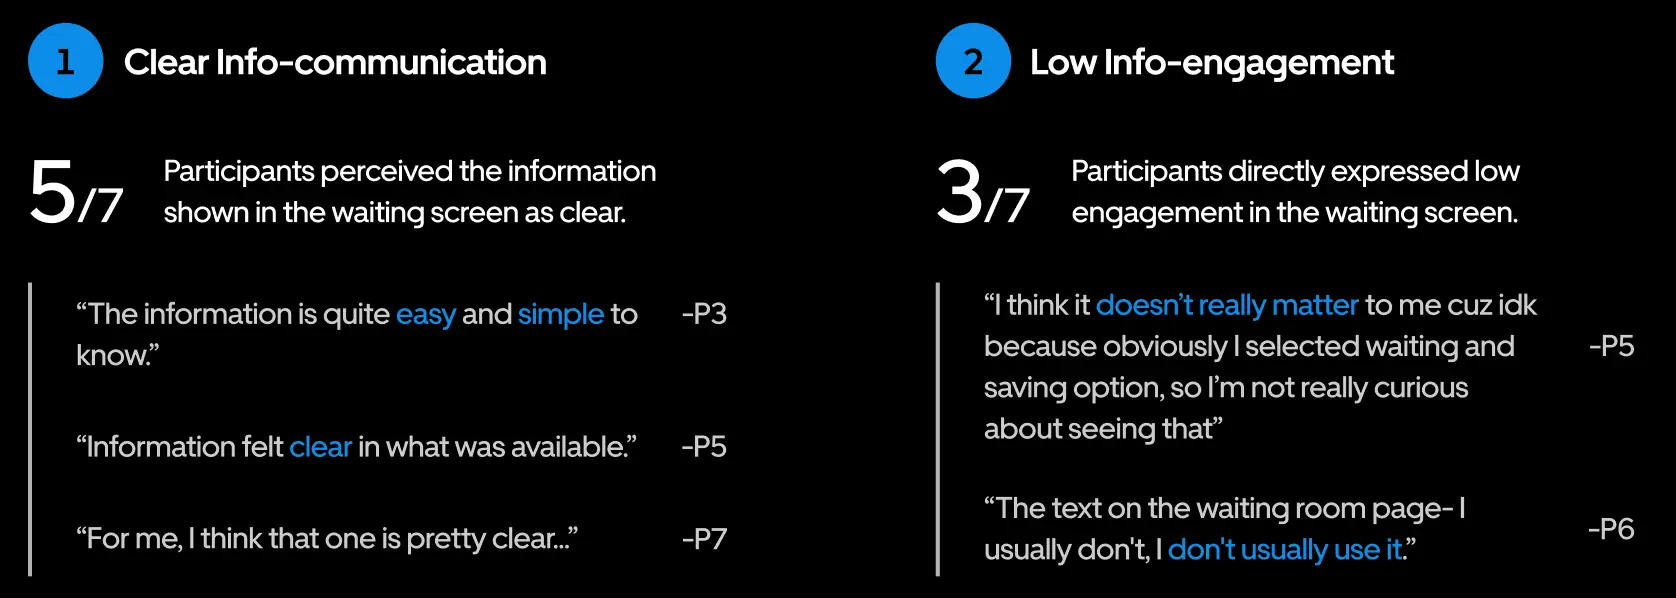 1 Clear Info-communication
5/7 Participants perceived the information
shown in the waiting screen as clear.
“The information is quite easy and simple to
know.”
-P3
“Information felt clear in what was available.” -P5
“For me, I think that one is pretty clear...” -P7
2 Low Info-engagement
3/7 Participants directly expressed low
engagement in the waiting screen.
“I think it doesn’t really matter to me cuz idk
because obviously I selected waiting and
saving option, so I’m not really curious
about seeing that”
-P5
“The text on the waiting room page- I
usually don't, I don't usually use it.”
-P6